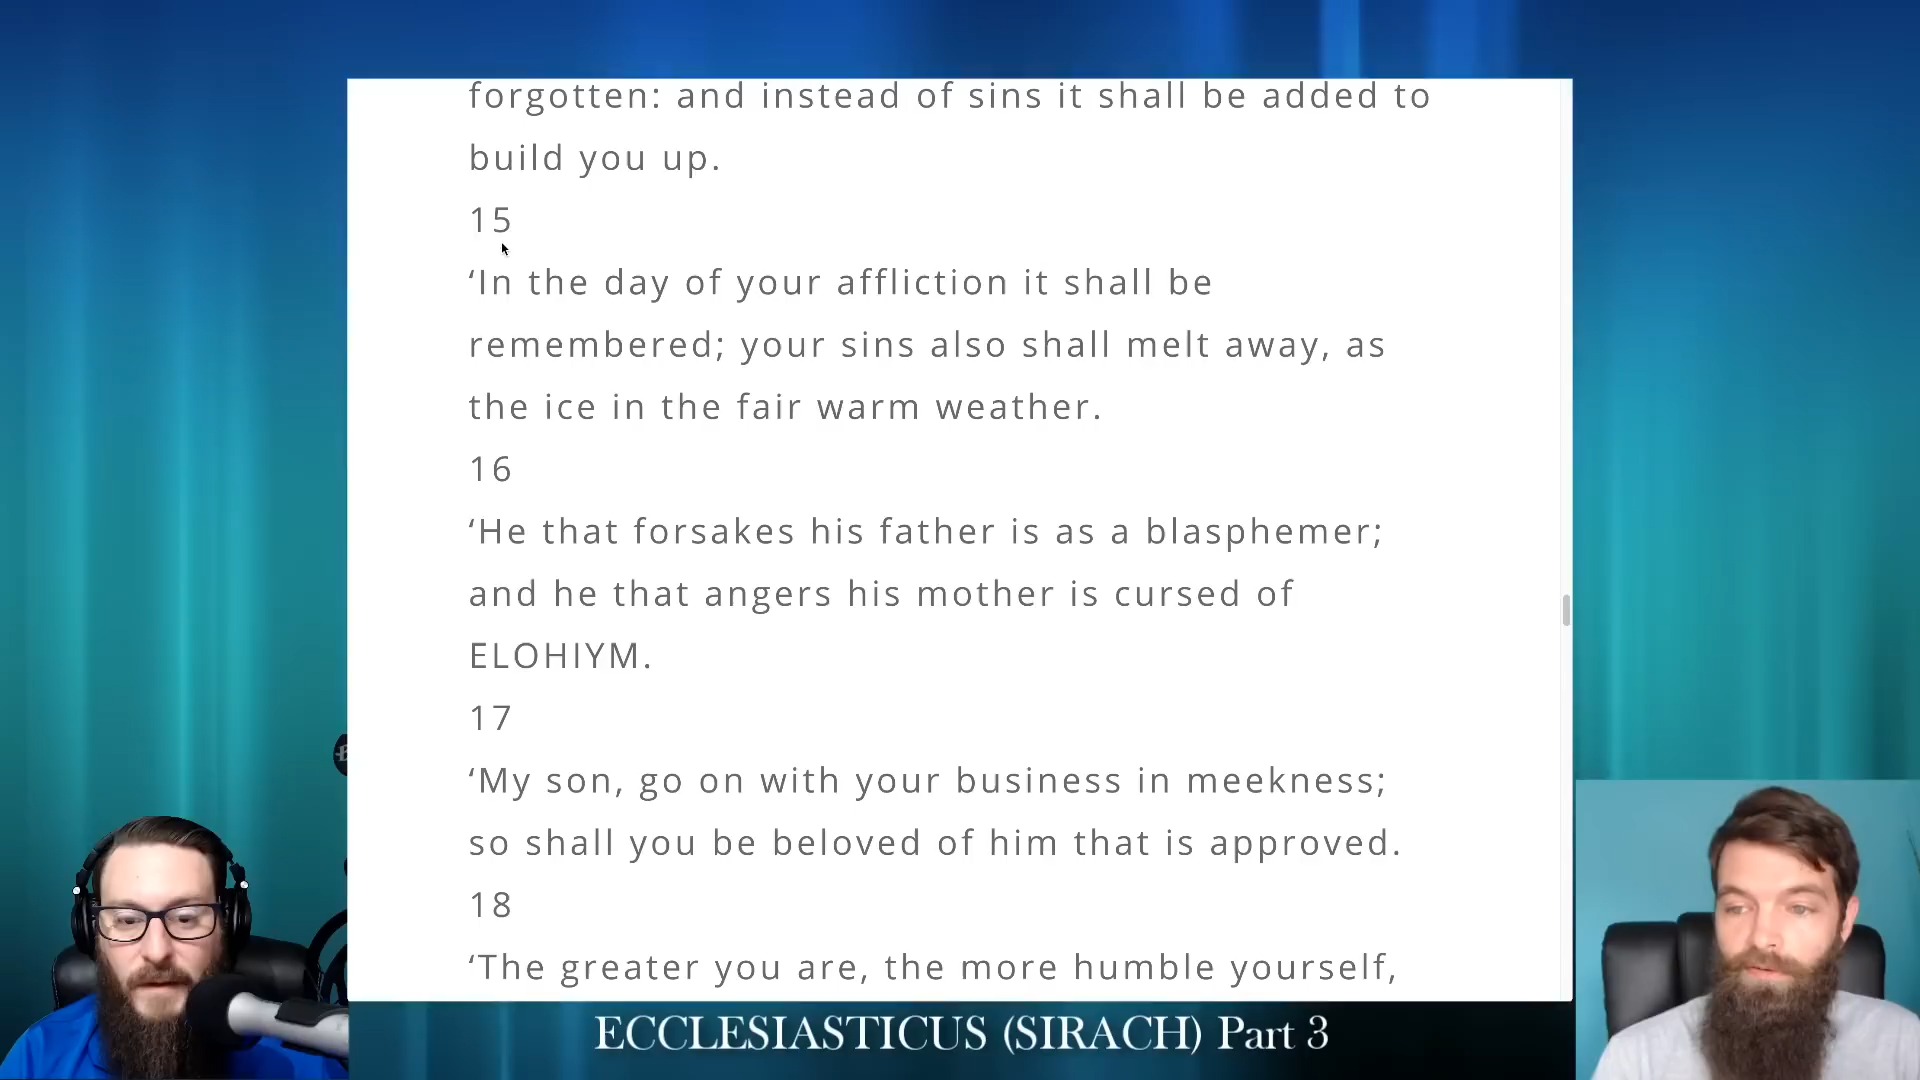 forgotten: and instead of sins it shall be added to
build you up.
15
‘In the day of your affliction it shall be
remembered; your sins also shall melt away, as
the ice in the fair warm weather.
16
‘He that forsakes his father is as a blasphemer;
and he that angers his mother is cursed of
ELOHIYM.
17
‘My son, go on with your business in meekness;
so shall you be beloved of him that is approved.
18
‘The greater you are, the more humble yourself,
ECCLESIASTICUS (SIRACH) Part 3